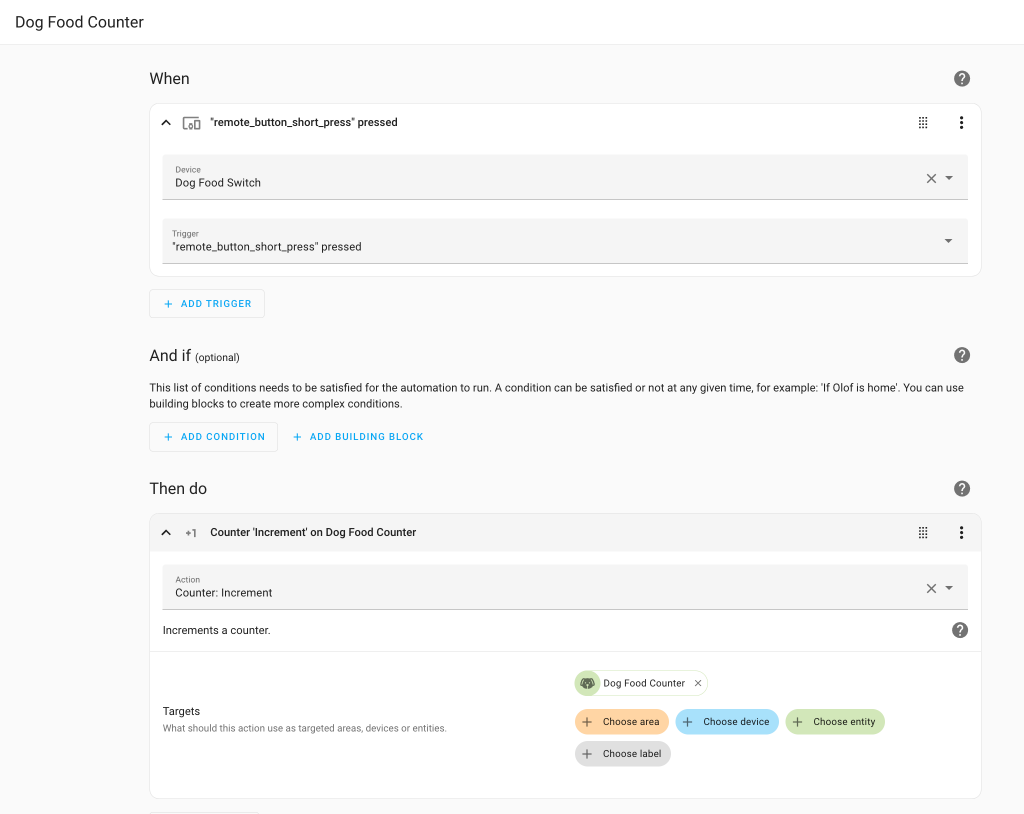 Dog Food Counter
When
"remote_button_short_press" pressed
Device
Dog Food Switch
Trigger
"remote_button_short_press" pressed
+ ADD TRIGGER
And if (optional)
This list of conditions needs to be satisfied for the automation to run. A condition can be satisfied or not at any given time, for example: 'If Olof is home'. You can use
building blocks to create more complex conditions.
+ ADD CONDITION + ADD BUILDING BLOCK
Then do
+1 Counter 'Increment' on Dog Food Counter
Action
Counter: Increment
Increments a counter.
Dog Food Counter
Targets
What should this action use as targeted areas, devices or entities.
+ Choose area + Choose device + Choose entity
+ Choose label